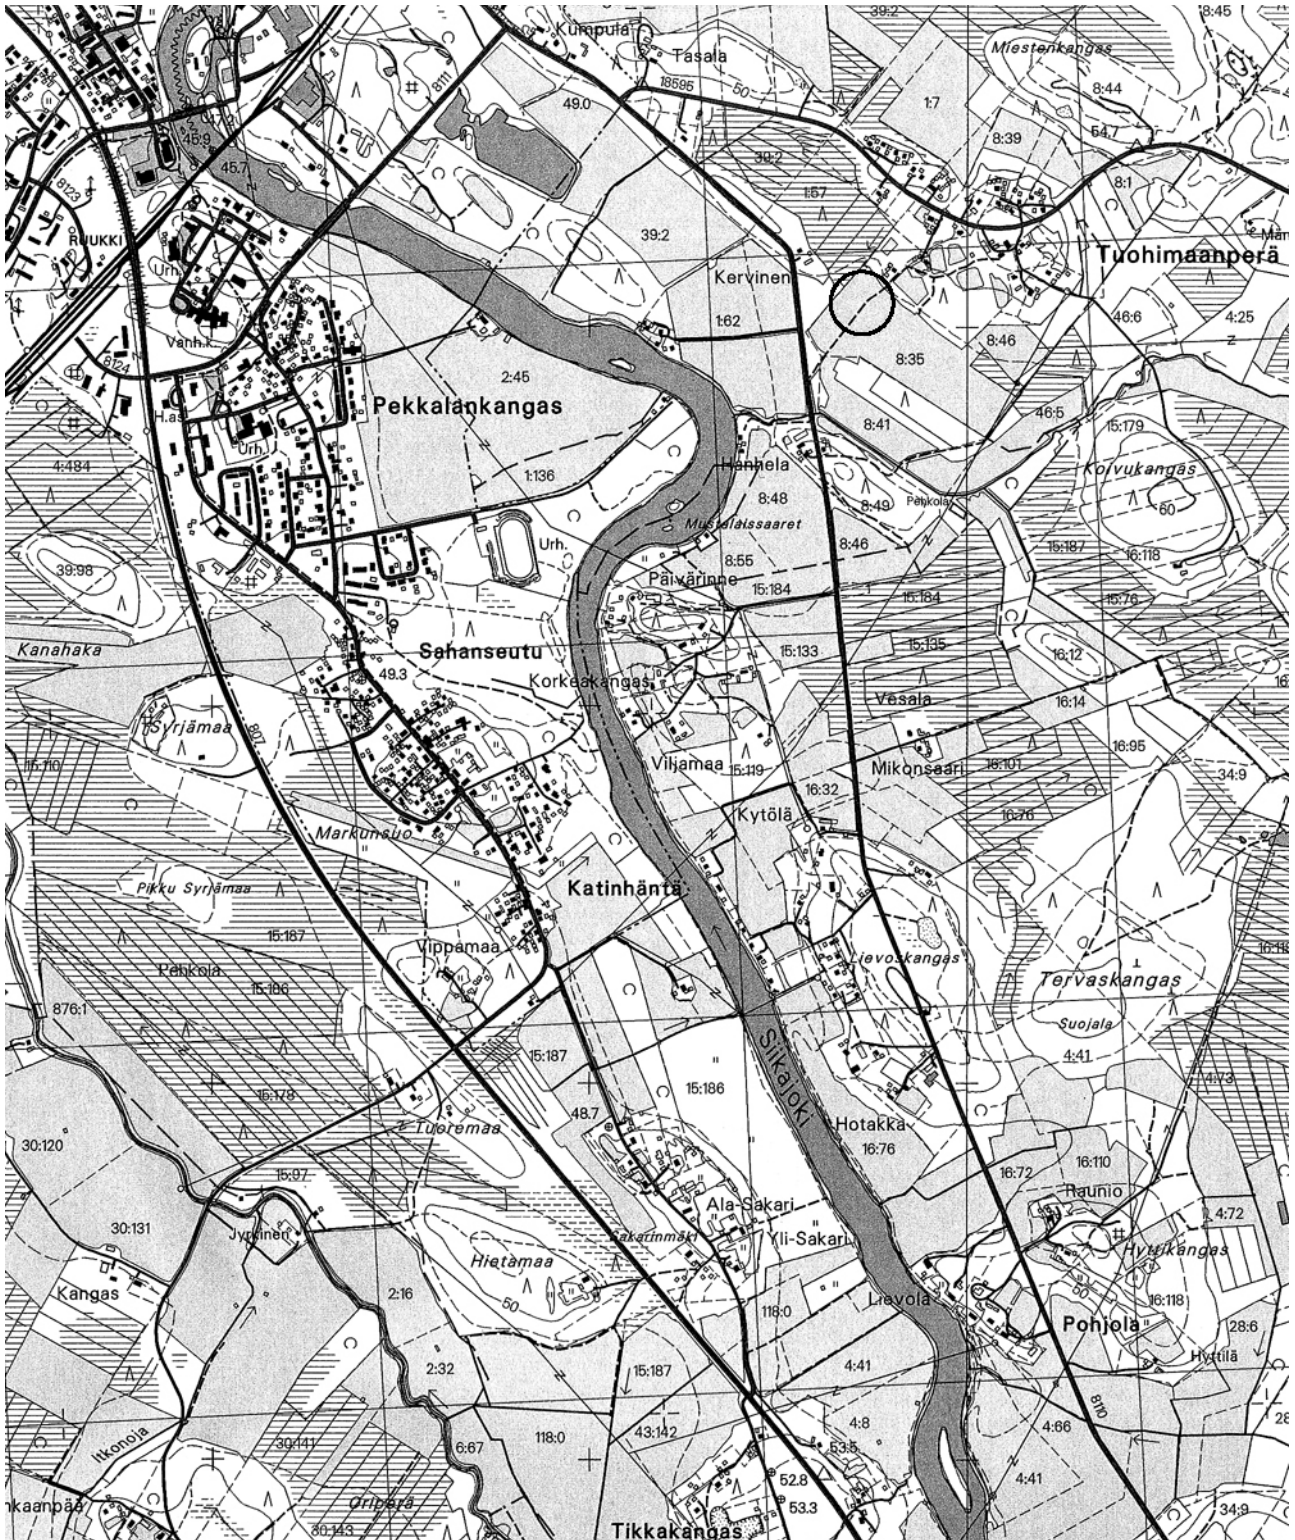 Kumpula
39:2
8:45
Miestenkangas
Tasala
8111
18595
50
49.0
1:7
8:44
47.2
45.9
54.7
8:39
39:2
45.7
8123
1:57
8:1
RUUKKI
39:2
Tuohimaanperä
Urh.
Kervinen
46:6
4:25
1:62
Vanh.k.
8:46
8124
8:35
2:45
Pekkalankangas
H.as.
46:5
8:41
15:179
Urh.
4:484
Hanhela
Koivukangas
1:136
8:48
8:49
Pehkola
60
Mustalaissaaret
Urh.
8:46
15:187
8:55
16:118
39:98
Päivärinne
15:184
15:184
15:76
Kanahaka
Sahanseutu
15:133
15:135
16:12
49.3
Korkeakangas
Vesala
16:14
Syrjämaa
807
16:95
15:110
Viljamaa
15:119
Mikonsaari
16:101
34:9
16:32
Kytölä
16:76
Markunsuo
Pikku Syrjämaa
Katinhäntä
15:187
Vippamaa
Pehkola
Lievoskangas
15:186
Tervaskangas
876:1
Suojala
15:187
Siikajoki
4:41
15:186
4:73
15:178
48.7
30:120
Tuoremaa
Hotakka
16:76
15:97
16:72
16:110
Raunio
Ala-Sakari
30:131
4:72
Jyrkinen
Sakarinmäki
Yli-Sakari
Hyttikangas
Hietamaa
Kangas
2:16
50
Lievola
50
16:118
118:0
Pohjola
28:6
Hyttilä
2:32
15:187
4:41
8110
4:8
4:66
Itkonoja
30:141
6:67
118:0
43:142
53.5
52.8
4:41
Oriperä
53.3
34:9
30:143
Tikkakangas